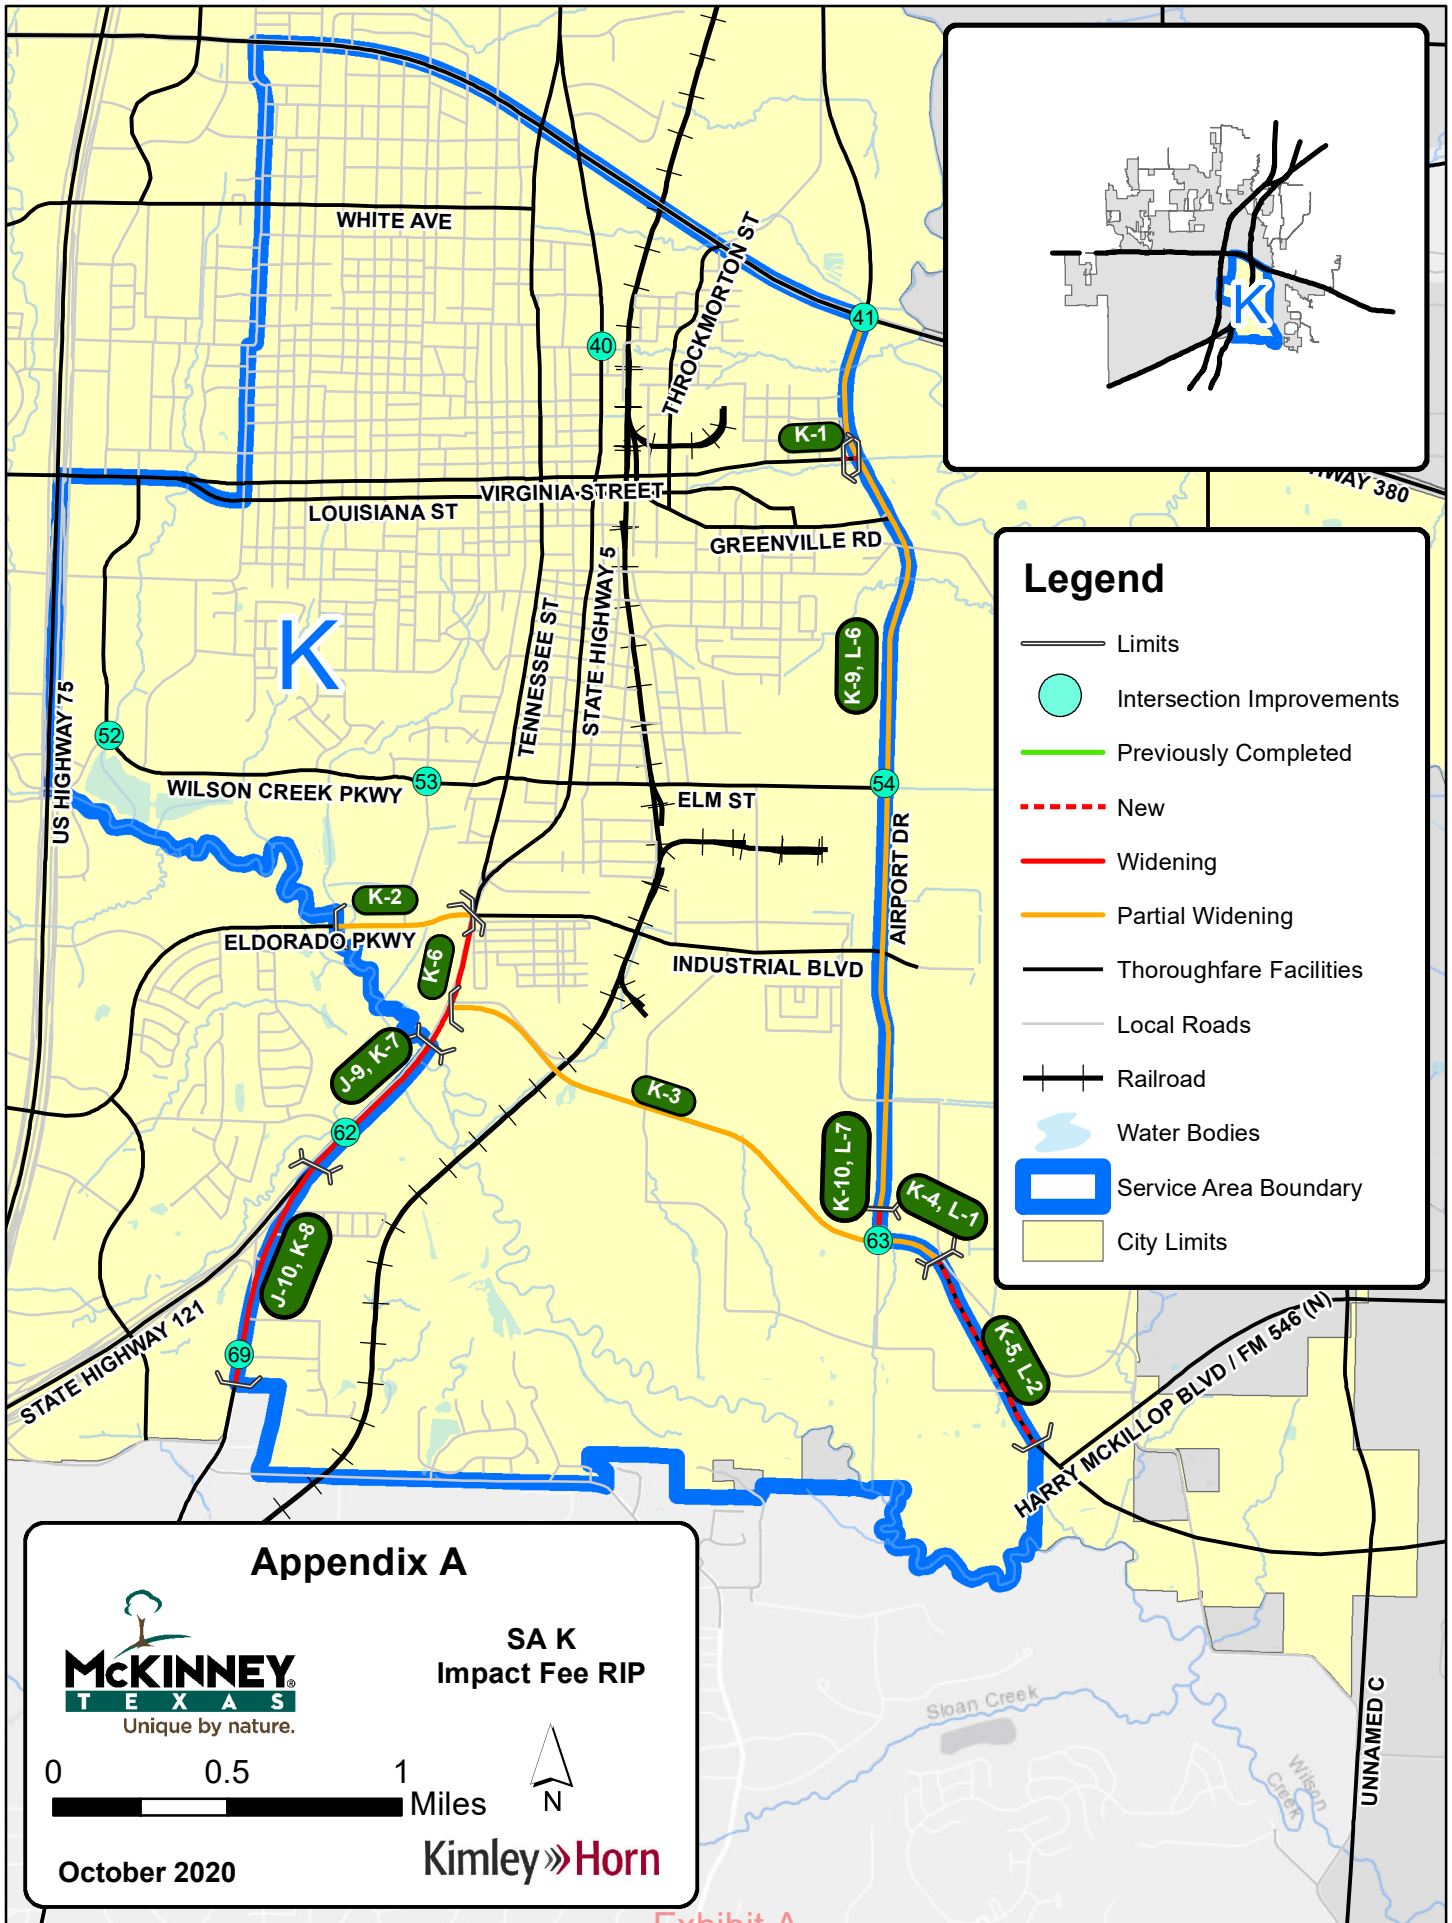 WHITE AVE
THROCKMORTON ST
41
40
K
K-1
HWAY 380
VIRGINIA STREET
LOUISIANA ST
GREENVILLE RD
Legend
Limits
Intersection Improvements
Previously Completed
New
Widening
Partial Widening
Thoroughfare Facilities
Local Roads
Railroad
Water Bodies
Service Area Boundary
City Limits
K
TENNESSEE ST
STATE HIGHWAY 5
K-9, L-6
US HIGHWAY 75
52
WILSON CREEK PKWY
53
ELM ST
54
AIRPORT DR
K-2
ELDORADO PKWY
K-6
INDUSTRIAL BLVD
J-9, K-7
K-3
62
K-10, L-7
K-4, L-1
63
J-10, K-8
69
STATE HIGHWAY 121
K-5, L-2
HARRY MCKILLOP BLVD / FM 546 (N)
UNNAMED C
Sloan Creek
Wilson
Creek
Appendix A
McKINNEY®
TEXAS
Unique by nature.
SA K
Impact Fee RIP
0 0.5 1
Miles
N
October 2020
Kimley»Horn
Exhibit A